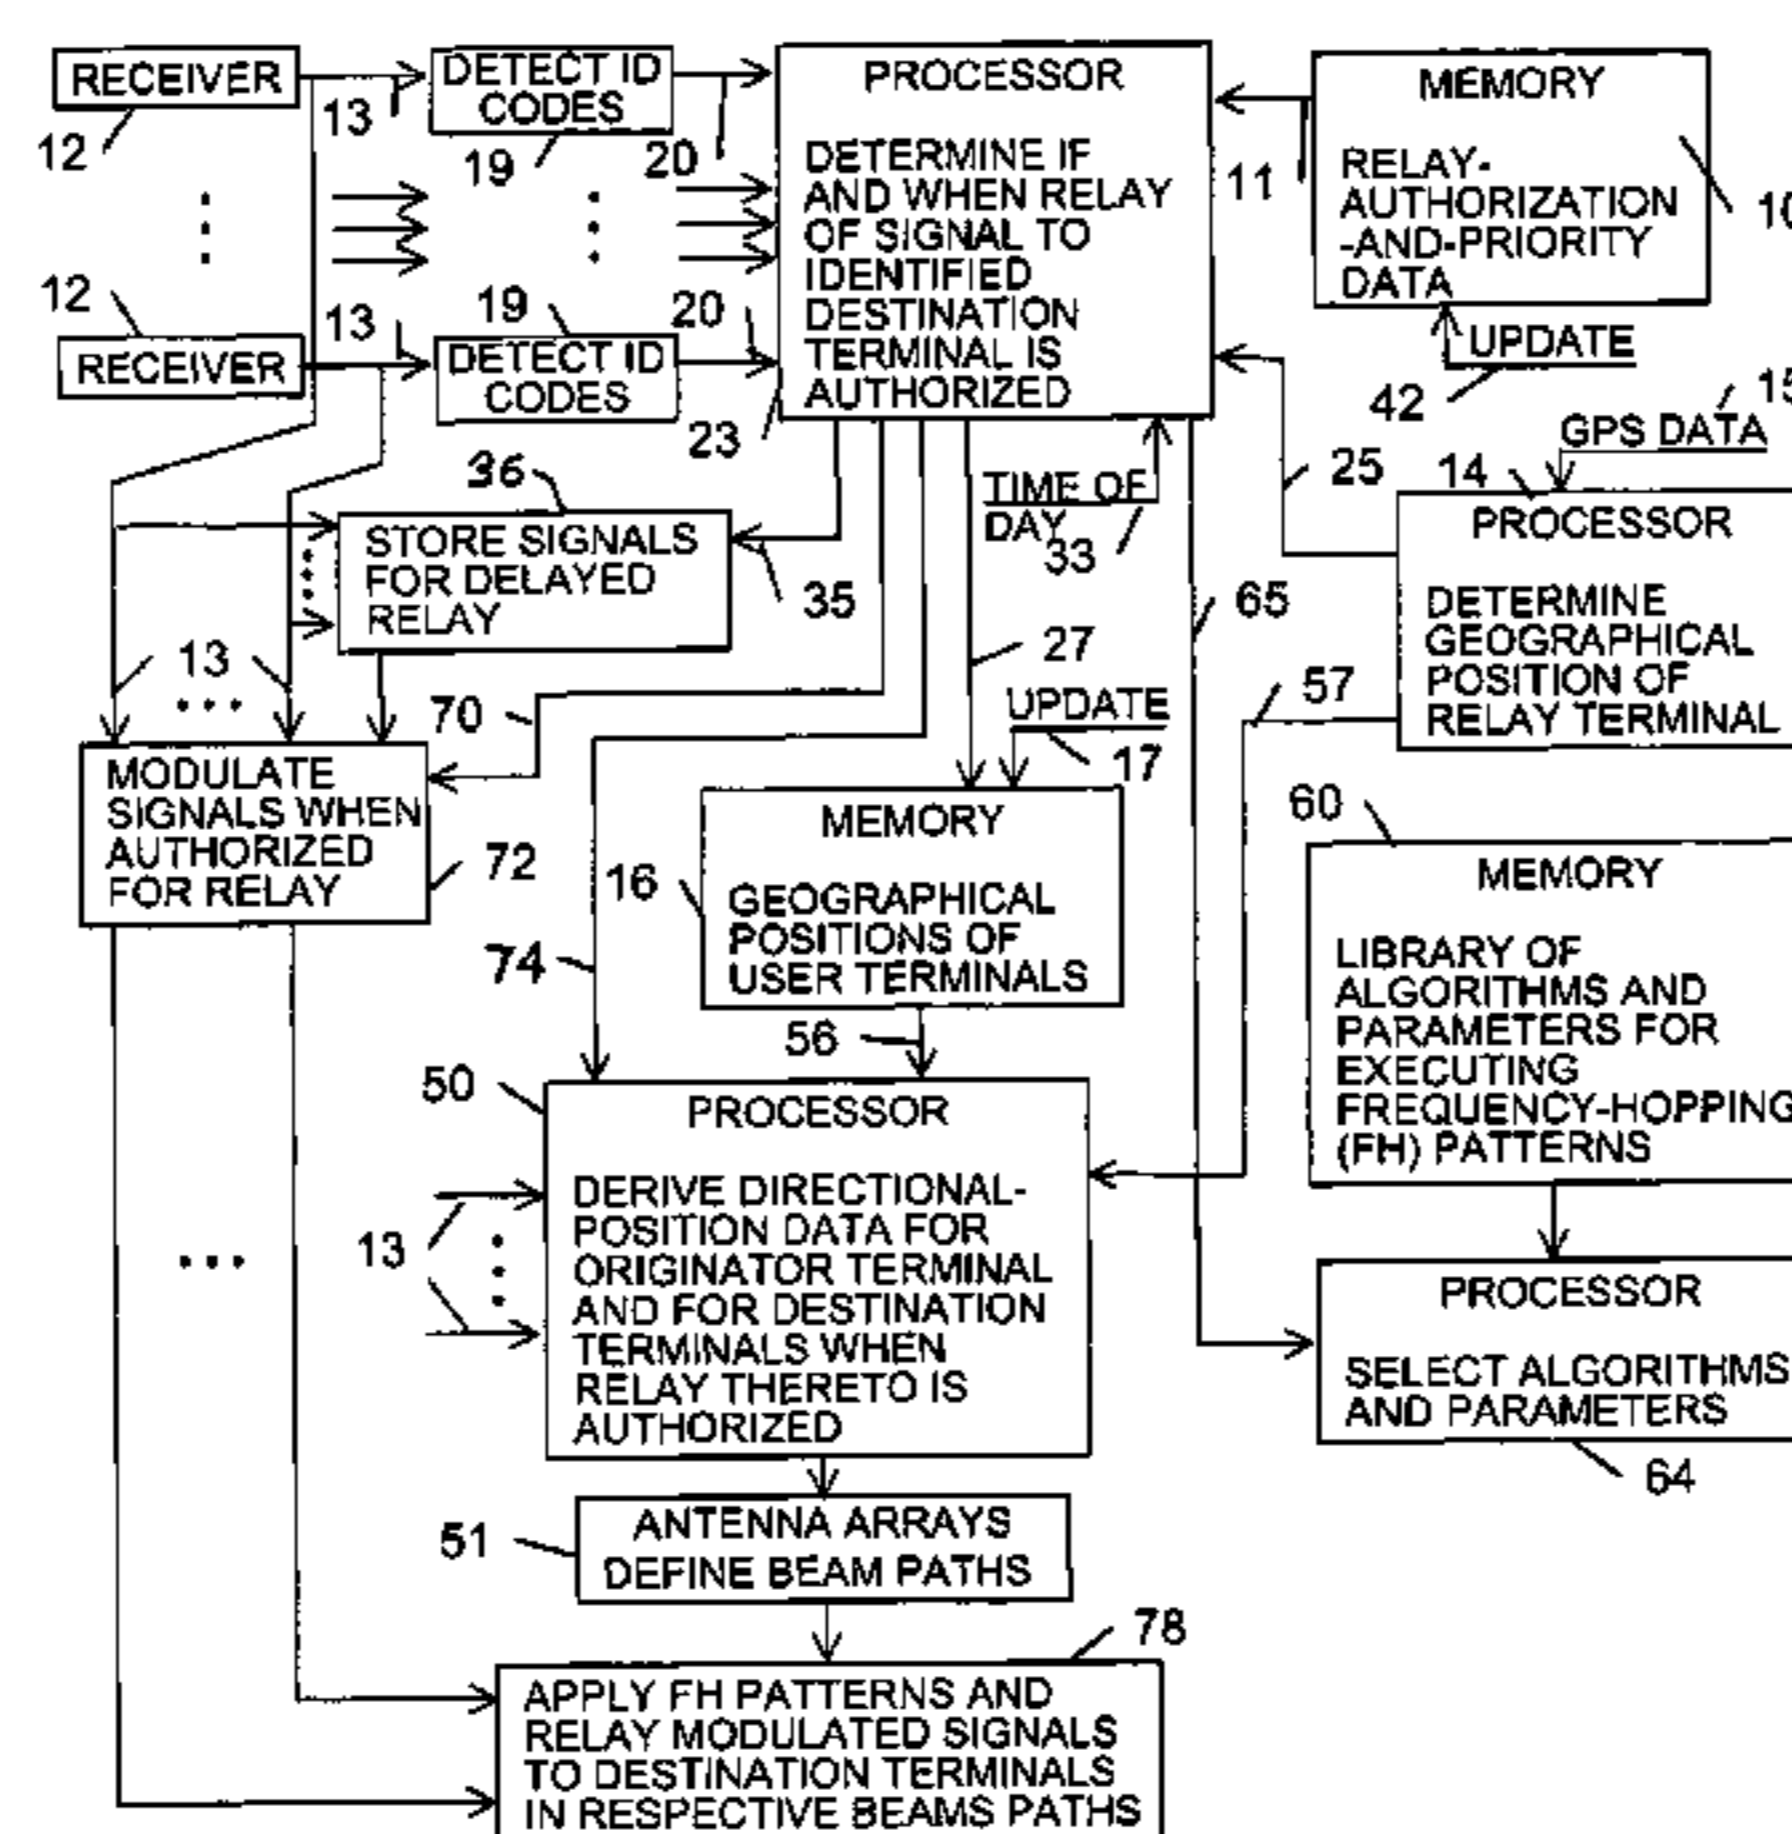 RECEIVER
12
13
DETECT ID
CODES
19
20
PROCESSOR
DETERMINE IF
AND WHEN RELAY
OF SIGNAL TO
IDENTIFIED
DESTINATION
TERMINAL IS
AUTHORIZED
23
11
MEMORY
RELAY-
AUTHORIZATION
-AND-PRIORITY
DATA
10
UPDATE
42
12
RECEIVER
13
19
DETECT ID
CODES
20
15
GPS DATA
25
14
PROCESSOR
DETERMINE
GEOGRAPHICAL
POSITION OF
RELAY TERMINAL
57
TIME OF
DAY
33
36
STORE SIGNALS
FOR DELAYED
RELAY
35
65
27
13
70
UPDATE
17
MODULATE
SIGNALS WHEN
AUTHORIZED
FOR RELAY
72
16
MEMORY
GEOGRAPHICAL
POSITIONS OF
USER TERMINALS
74
56
60
MEMORY
LIBRARY OF
ALGORITHMS AND
PARAMETERS FOR
EXECUTING
FREQUENCY-HOPPING
(FH) PATTERNS
50
PROCESSOR
DERIVE DIRECTIONAL-
POSITION DATA FOR
ORIGINATOR TERMINAL
AND FOR DESTINATION
TERMINALS WHEN
RELAY THERETO IS
AUTHORIZED
13
PROCESSOR
SELECT ALGORITHMS
AND PARAMETERS
64
51
ANTENNA ARRAYS
DEFINE BEAM PATHS
78
APPLY FH PATTERNS AND
RELAY MODULATED SIGNALS
TO DESTINATION TERMINALS
IN RESPECTIVE BEAMS PATHS